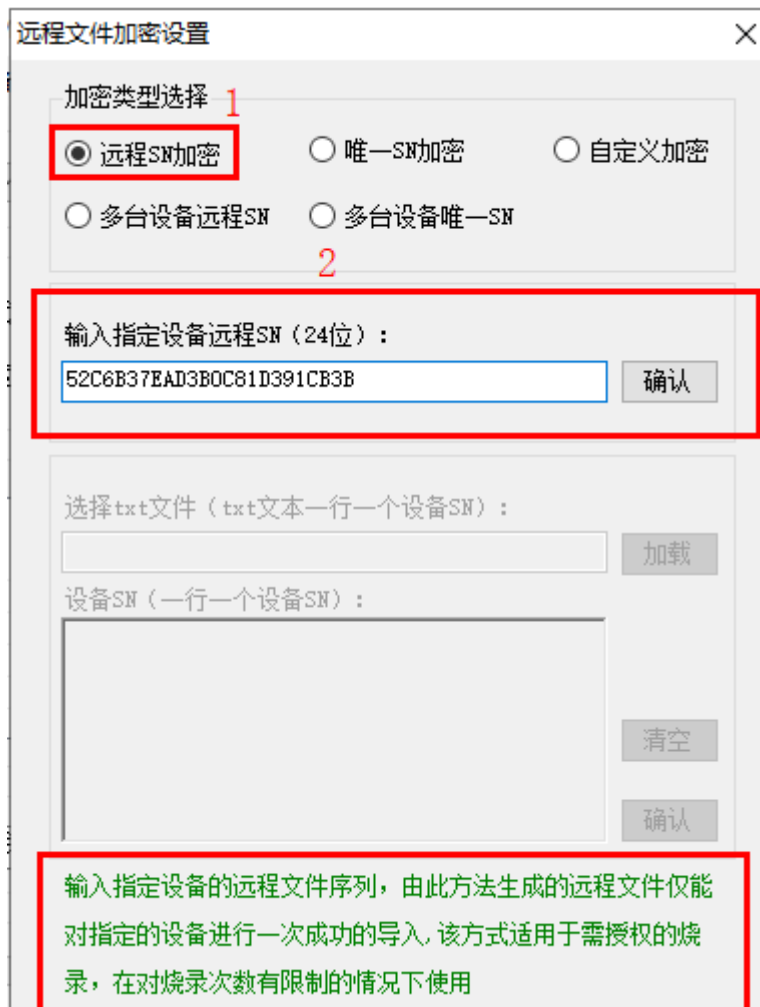 远程文件加密设置
加密类型选择 1
远程SN加密 唯一SN加密 自定义加密
多台设备远程SN 多台设备唯一SN
2
输入指定设备远程SN（24位）：
52C6B37EAD3B0C81D391CB3B 确认
选择txt文件（txt文本一行一个设备SN）：
加载
设备SN（一行一个设备SN）：
清空
确认
输入指定设备的远程文件序列，由此方法生成的远程文件仅能
对指定的设备进行一次成功的导入,该方式适用于需授权的烧
录，在对烧录次数有限制的情况下使用